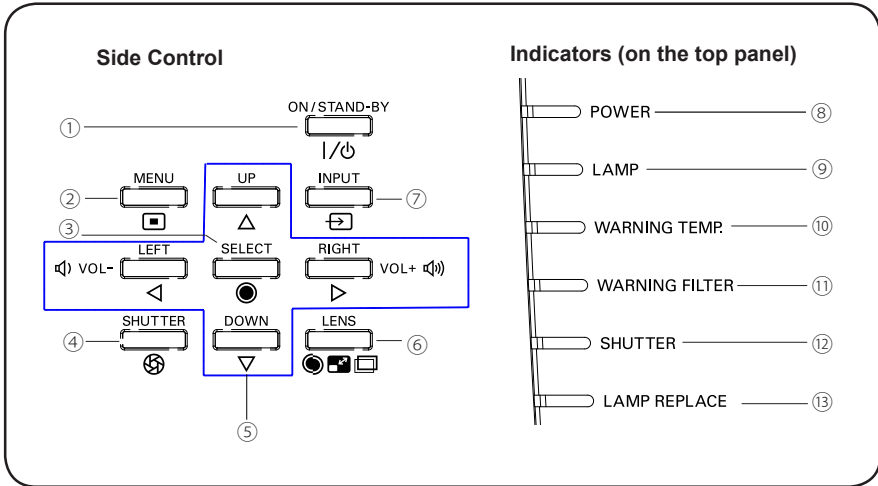 Side Control
ON/STAND-BY
①
MENU
UP
INPUT
②
⑦
③
LEFT
SELECT
RIGHT
VOL-
VOL+
SHUTTER
DOWN
LENS
④
⑥
⑤
Indicators (on the top panel)
POWER ⑧
LAMP ⑨
WARNING TEMP. ⑩
WARNING FILTER ⑪
SHUTTER ⑫
LAMP REPLACE ⑬